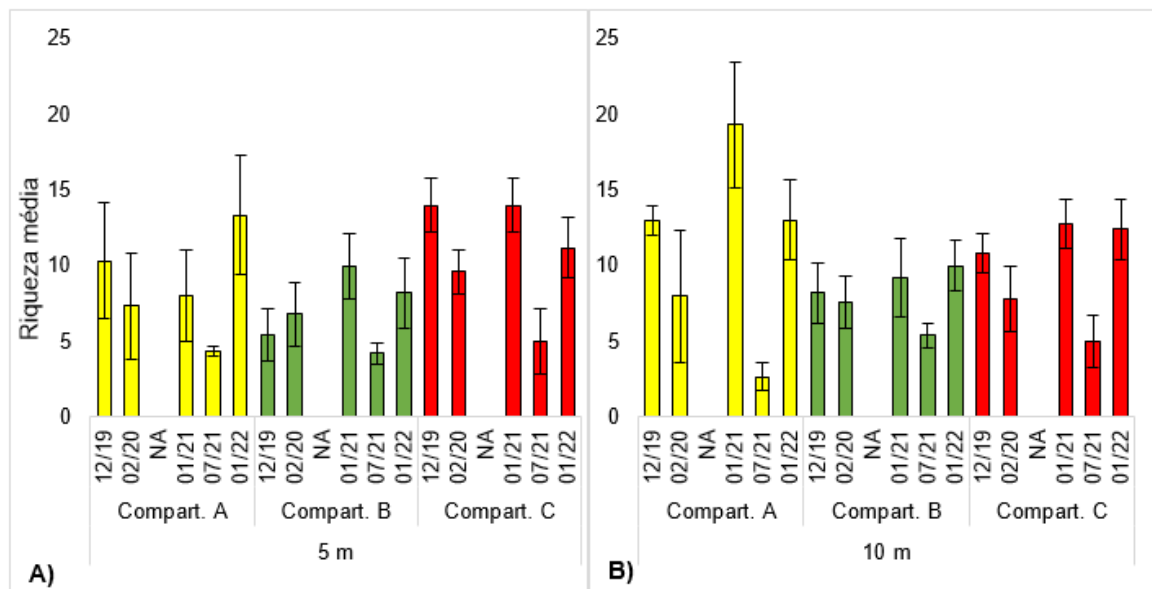 25
20
15
10
5
0
Riqueza média
12/19
02/20
NA
01/21
07/21
01/22
12/19
02/20
NA
01/21
07/21
01/22
12/19
02/20
NA
01/21
07/21
01/22
Compart. A
Compart. B
Compart. C
5 m
A)
25
20
15
10
5
0
12/19
02/20
NA
01/21
07/21
01/22
12/19
02/20
NA
01/21
07/21
01/22
12/19
02/20
NA
01/21
07/21
01/22
Compart. A
Compart. B
Compart. C
10 m
B)